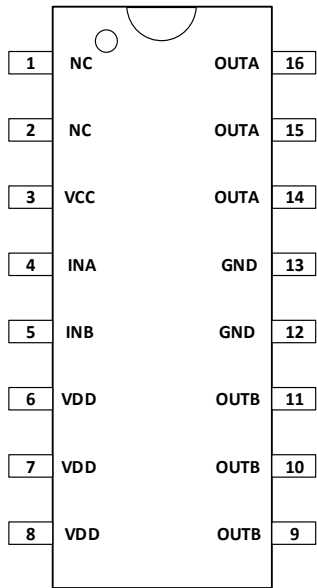 1 NC OUTA 16
2 NC OUTA 15
3 VCC OUTA 14
4 INA GND 13
5 INB GND 12
6 VDD OUTB 11
7 VDD OUTB 10
8 VDD OUTB 9